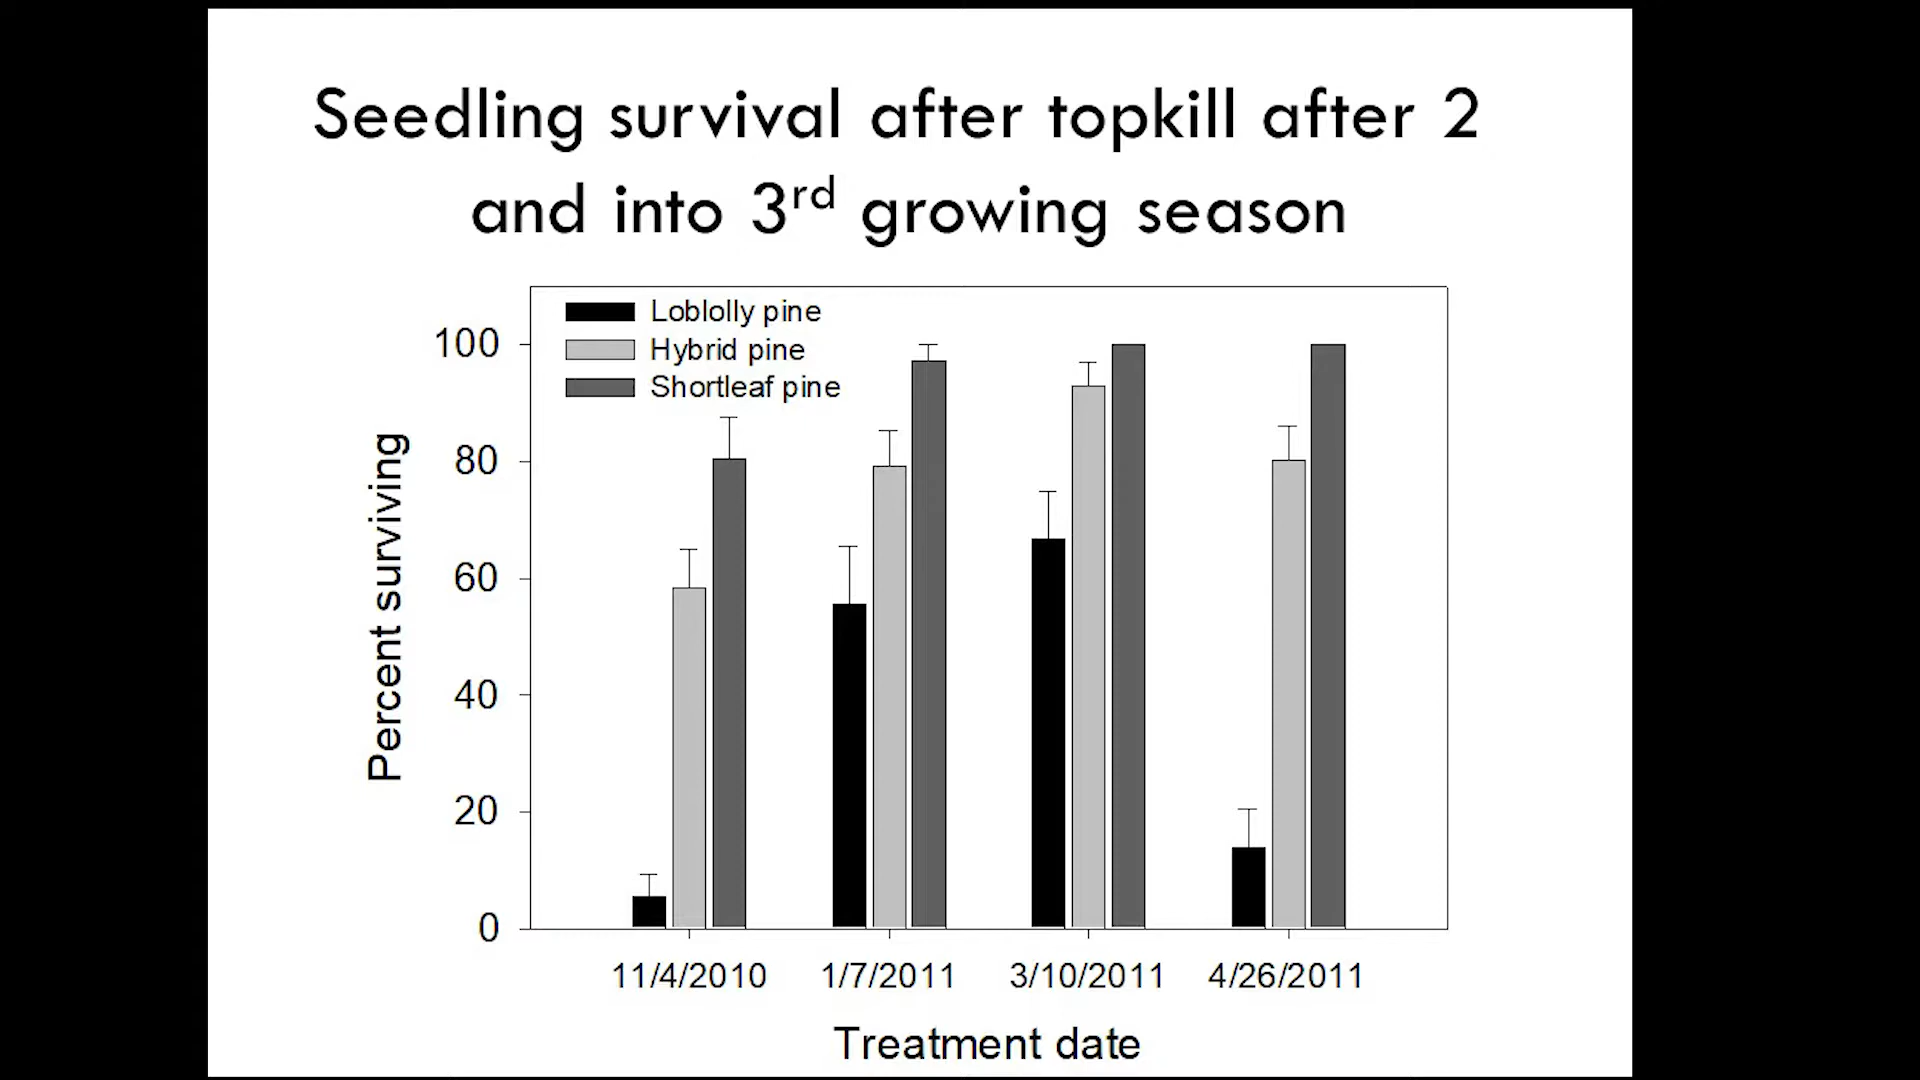 Seedling survival after topkill after 2
and into 3rd growing season
Loblolly pine
Hybrid pine
Shortleaf pine
100
80
60
40
20
0
Percent surviving
11/4/2010 1/7/2011 3/10/2011 4/26/2011
Treatment date